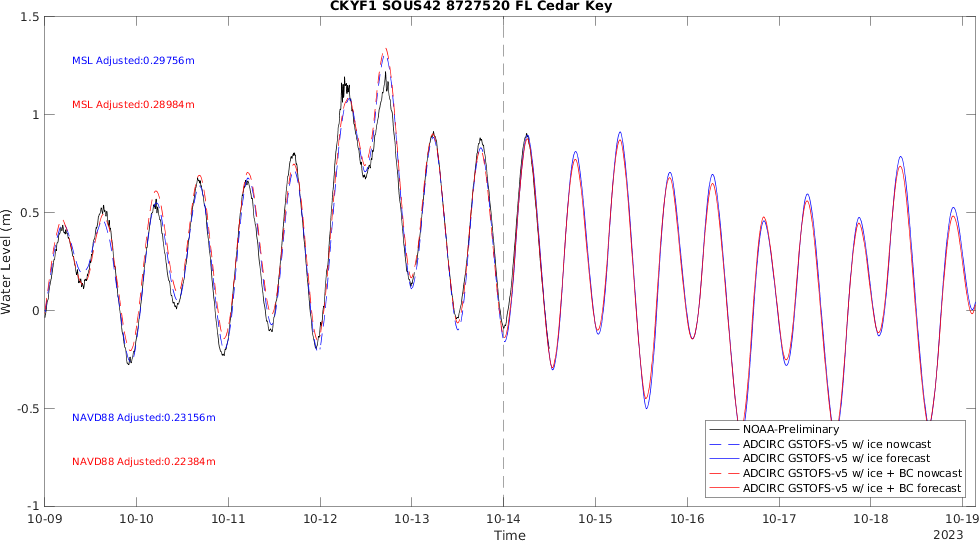 CKYF1 SOUS42 8727520 FL Cedar Key
1.5
MSL Adjusted:0.29756m
MSL Adjusted:0.28984m
1
0.5
0
-0.5
-1
Water Level (m)
NAVD88 Adjusted:0.23156m
NAVD88 Adjusted:0.22384m
NOAA-Preliminary
ADCIRC GSTOFS-v5 w/ ice nowcast
ADCIRC GSTOFS-v5 w/ ice forecast
ADCIRC GSTOFS-v5 w/ ice + BC nowcast
ADCIRC GSTOFS-v5 w/ ice + BC forecast
10-09 10-10 10-11 10-12 10-13 10-14 10-15 10-16 10-17 10-18 10-19
Time
2023